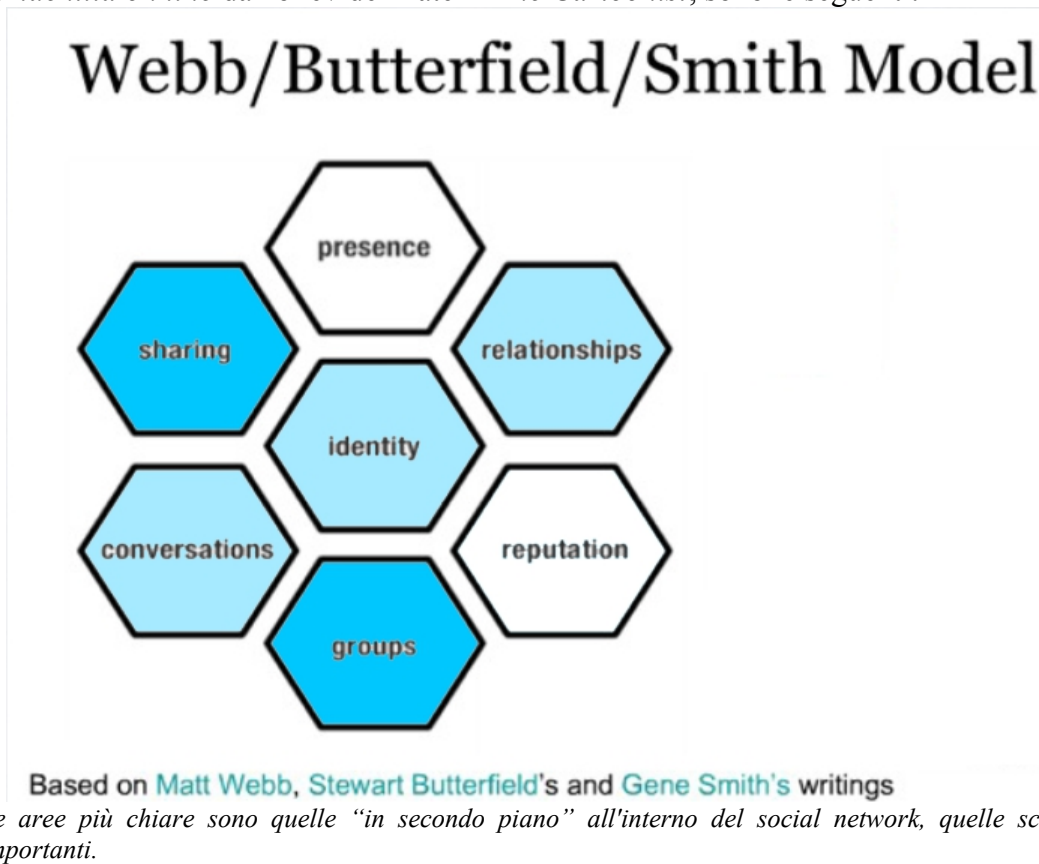 Webb/Butterfield/Smith Model
presence
sharing
relationships
identity
conversations
reputation
groups
Based on Matt Webb, Stewart Butterfield's and Gene Smith's writings
aree più chiare sono quelle “in secondo piano” all'interno del social network, quelle